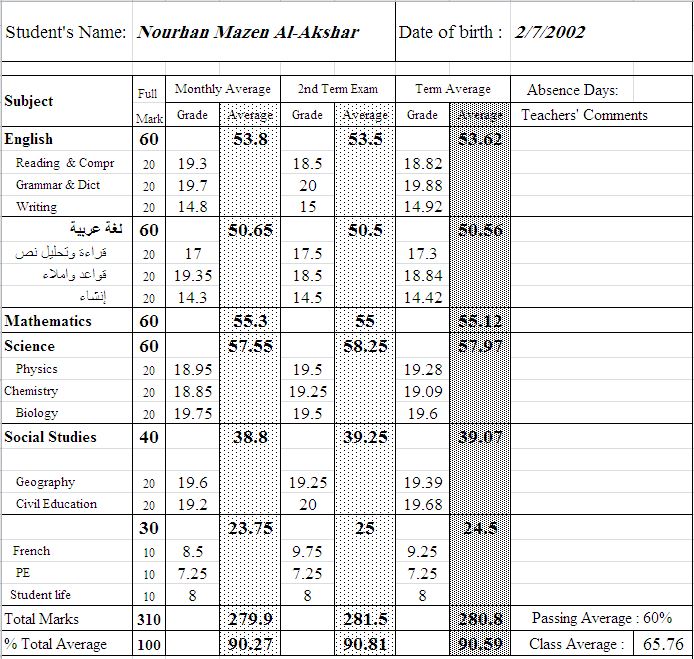 Student's Name: Nourhan Mazen Al-Akshar Date of birth : 2/7/2002
Subject Full Mark Monthly Average 2nd Term Exam Term Average Absence Days:
Grade Average Grade Average Grade Average Teachers' Comments
English 60 53.8 53.5 53.62
Reading & Compr 20 19.3 18.5 18.82
Grammar & Dict 20 19.7 20 19.88
Writing 20 14.8 15 14.92
لغة عربية 60 50.65 50.5 50.56
قراءة وتحليل نص 20 17 17.5 17.3
قواعد واملاء 20 19.35 18.5 18.84
إنشاء 20 14.3 14.5 14.42
Mathematics 60 55.3 55 55.12
Science 60 57.55 58.25 57.97
Physics 20 18.95 19.5 19.28
Chemistry 20 18.85 19.25 19.09
Biology 20 19.75 19.5 19.6
Social Studies 40 38.8 39.25 39.07
Geography 20 19.6 19.25 19.39
Civil Education 20 19.2 20 19.68
30 23.75 25 24.5
French 10 8.5 9.75 9.25
PE 10 7.25 7.25 7.25
Student life 10 8 8 8
Total Marks 310 279.9 281.5 280.8 Passing Average : 60%
% Total Average 100 90.27 90.81 90.59 Class Average : 65.76